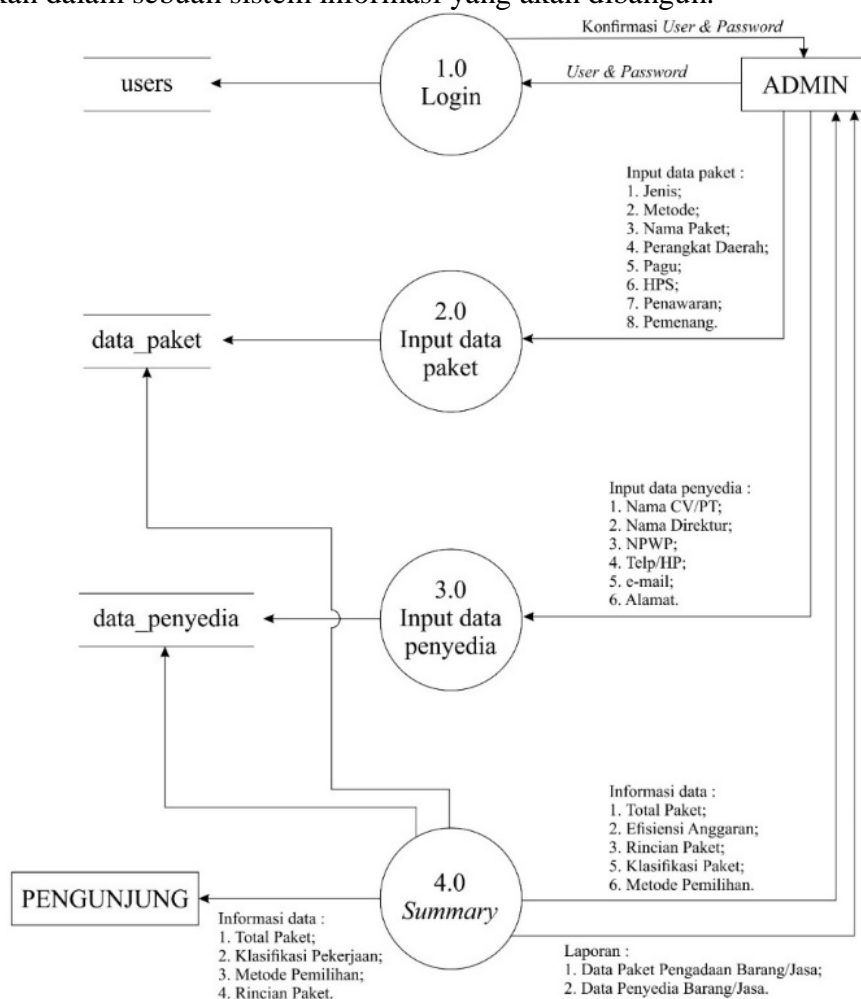 kan dalam sebuah sistem informasi yang akan dibangun.
Konfirmasi User & Password
1.0
Login
users
User & Password
ADMIN
Input data paket :
1. Jenis;
2. Metode;
3. Nama Paket;
4. Perangkat Daerah;
5. Pagu;
6. HPS;
7. Penawaran;
8. Pemenang.
2.0
Input data
paket
data_paket
Input data penyedia :
1. Nama CV/PT;
2. Nama Direktur;
3. NPWP;
4. Telp/HP;
5. e-mail;
6. Alamat.
3.0
Input data
penyedia
data_penyedia
Informasi data :
1. Total Paket;
2. Efisiensi Anggaran;
3. Rincian Paket;
5. Klasifikasi Paket;
6. Metode Pemilihan.
4.0
Summary
PENGUNJUNG
Informasi data :
1. Total Paket;
2. Klasifikasi Pekerjaan;
3. Metode Pemilihan;
4. Rincian Paket.
Laporan :
1. Data Paket Pengadaan Barang/Jasa;
2. Data Penyedia Barang/Jasa.